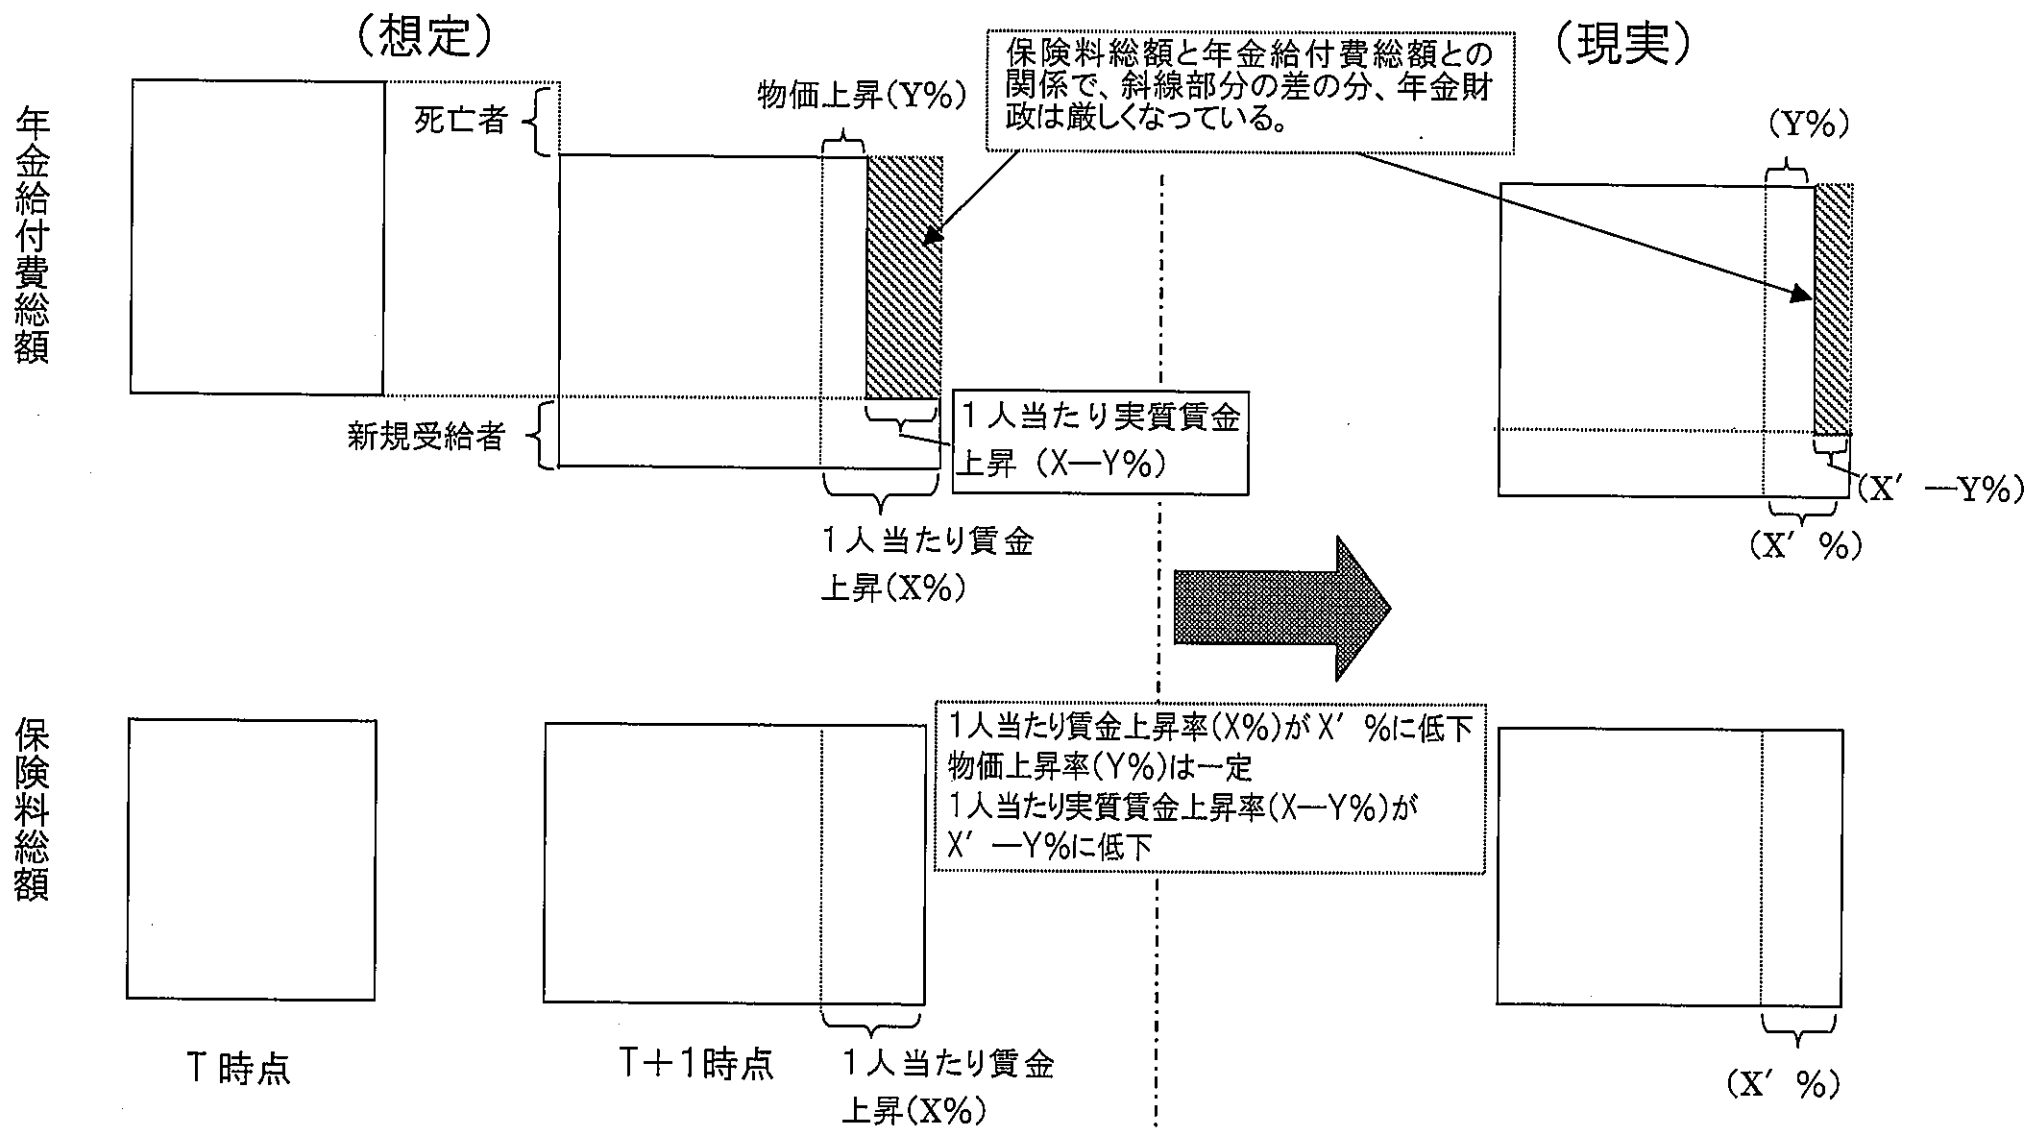 (想定)
(現実)
保険料総額と年金給付費総額との
関係で、斜線部分の差の分、年金財
政は厳しくなっている。
年金給付費総額
死亡者
物価上昇(Y%)
(Y%)
新規受給者
1人当たり実質賃金
上昇 (X―Y%)
1人当たり賃金
上昇(X%)
(X′ ―Y%)
(X′ %)
保険料総額
1人当たり賃金上昇率(X%)がX′ %に低下
物価上昇率(Y%)は一定
1人当たり実質賃金上昇率(X―Y%)が
X′ ―Y%に低下
T時点
T+1時点
1人当たり賃金
上昇(X%)
(X′ %)